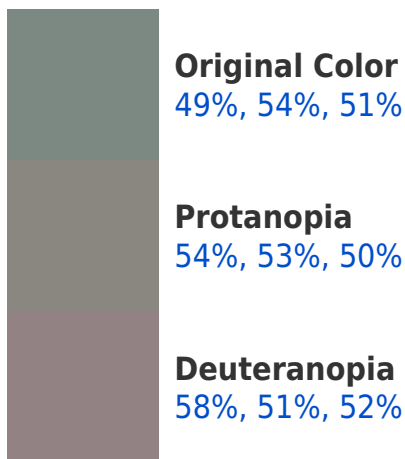 Original Color
49%, 54%, 51%
Protanopia
54%, 53%, 50%
Deuteranopia
58%, 51%, 52%